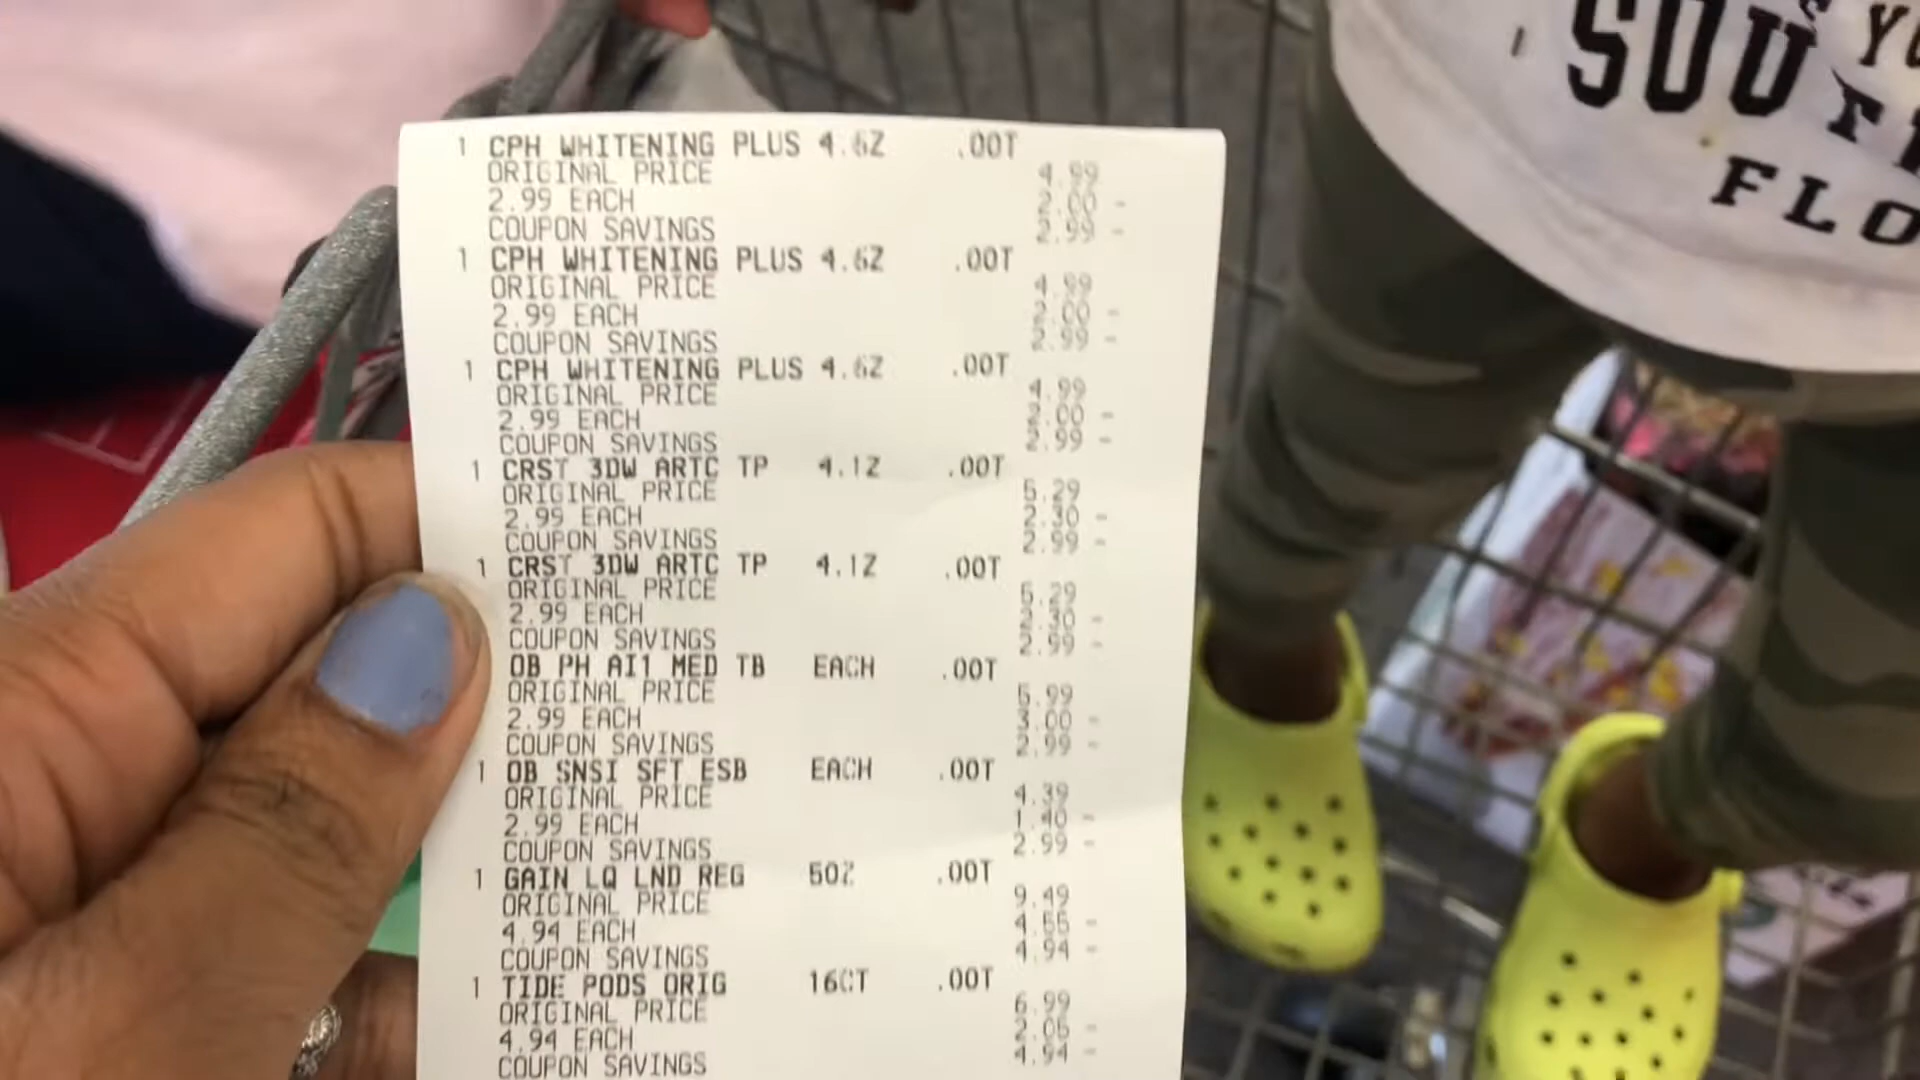 1 CPH WHITENING PLUS 4.6Z .00T
ORIGINAL PRICE 4.99
2.99 EACH 2.00 -
COUPON SAVINGS 2.99 -
1 CPH WHITENING PLUS 4.6Z .00T
ORIGINAL PRICE 4.99
2.99 EACH 2.00 -
COUPON SAVINGS 2.99 -
1 CPH WHITENING PLUS 4.6Z .00T
ORIGINAL PRICE 4.99
2.99 EACH 2.00 -
COUPON SAVINGS 2.99 -
1 CRST 3DW ARTC TP 4.1Z .00T
ORIGINAL PRICE 5.29
2.99 EACH 2.30 -
COUPON SAVINGS 2.99 -
1 CRST 3DW ARTC TP 4.1Z .00T
ORIGINAL PRICE 5.29
2.99 EACH 2.30 -
COUPON SAVINGS 2.99 -
OB PH AI1 MED TB EACH .00T
ORIGINAL PRICE 5.99
2.99 EACH 3.00 -
COUPON SAVINGS 2.99 -
1 OB SNSI SFT ESB EACH .00T
ORIGINAL PRICE 4.39
2.99 EACH 1.40 -
COUPON SAVINGS 2.99 -
1 GAIN LQ LND REG 50Z .00T
ORIGINAL PRICE 9.49
4.94 EACH 4.55 -
COUPON SAVINGS 4.94 -
1 TIDE PODS ORIG 16CT .00T
ORIGINAL PRICE 6.99
4.94 EACH 2.05 -
COUPON SAVINGS 4.94 -
YO
SOUT
FLO